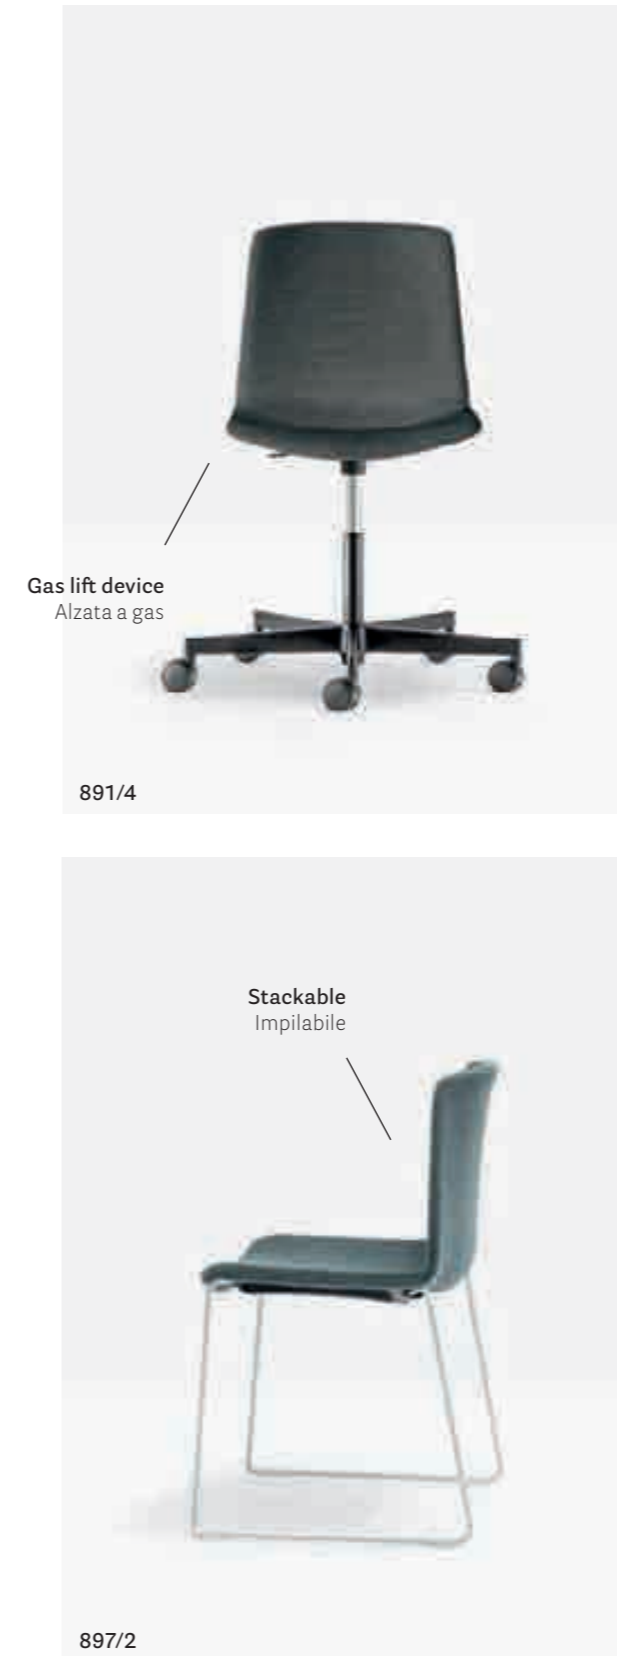 Gas lift device
Alzata a gas
891/4
Stackable
Impilabile
897/2